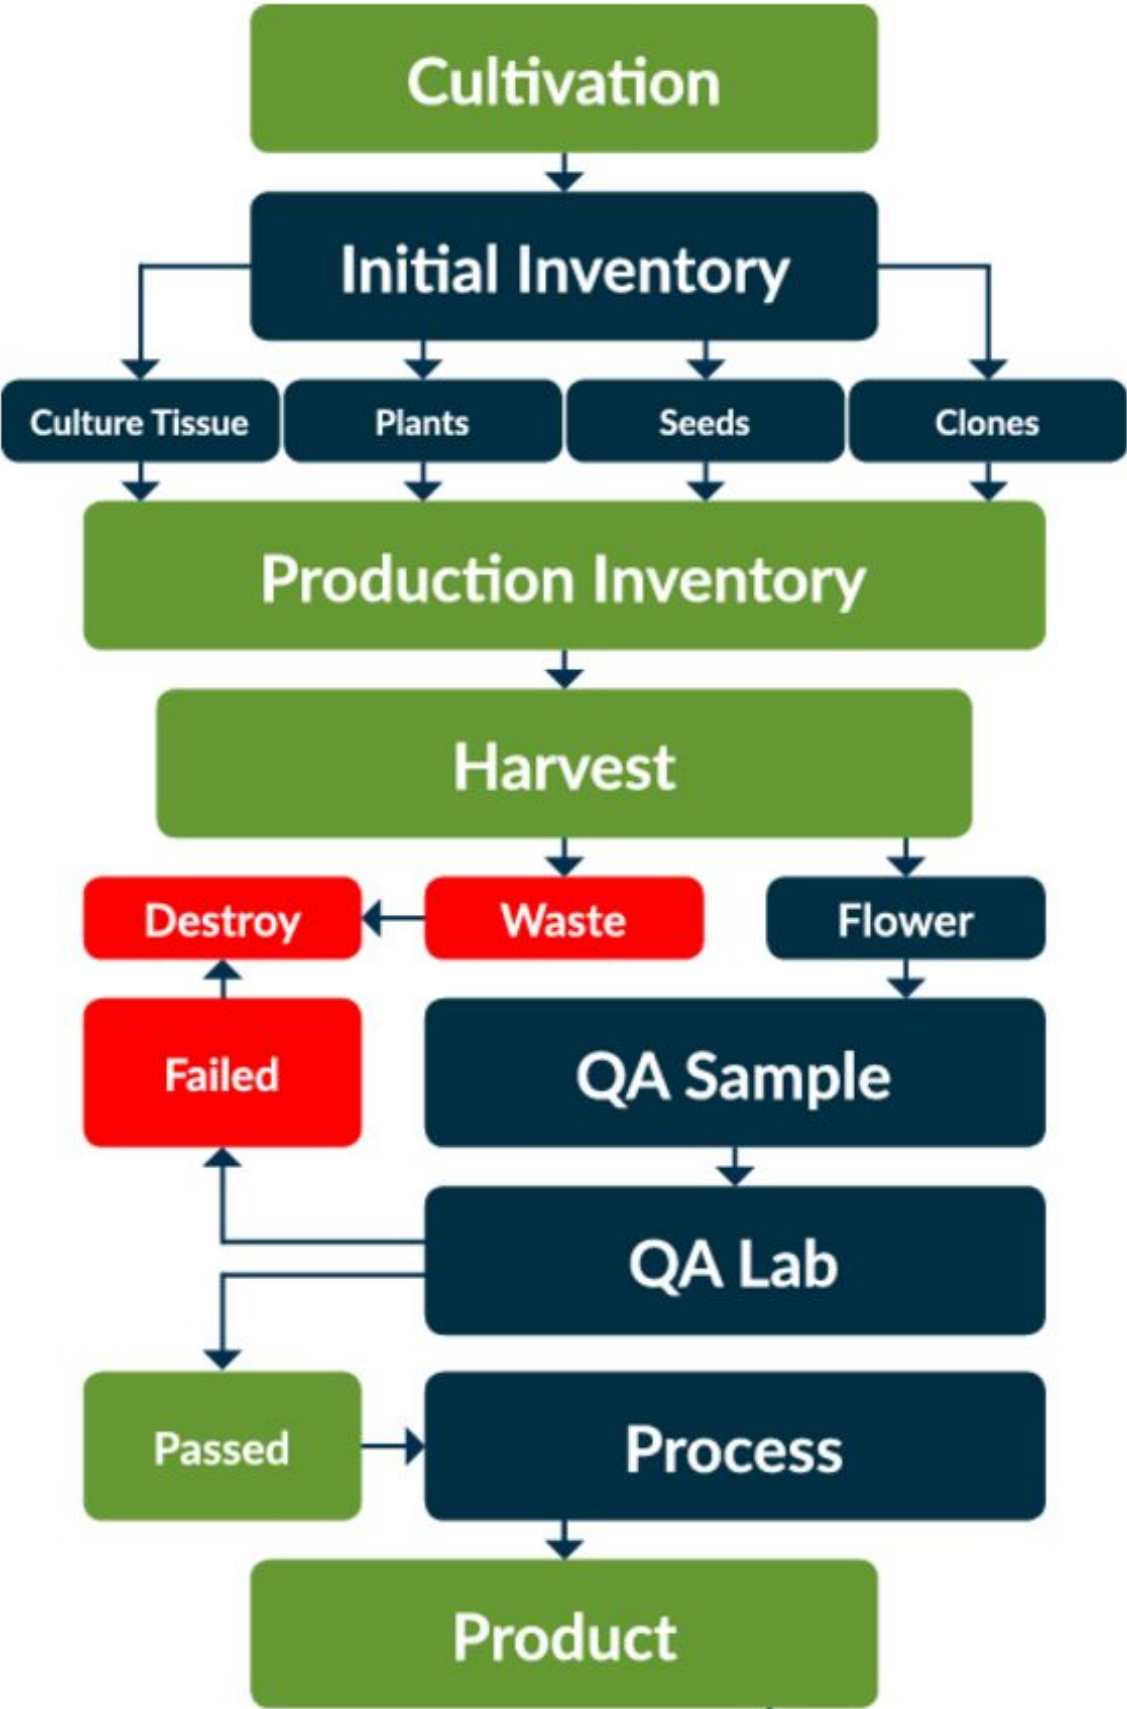 Cultivation
Initial Inventory
Culture Tissue
Plants
Seeds
Clones
Production Inventory
Harvest
Destroy
Waste
Flower
Failed
QA Sample
QA Lab
Passed
Process
Product